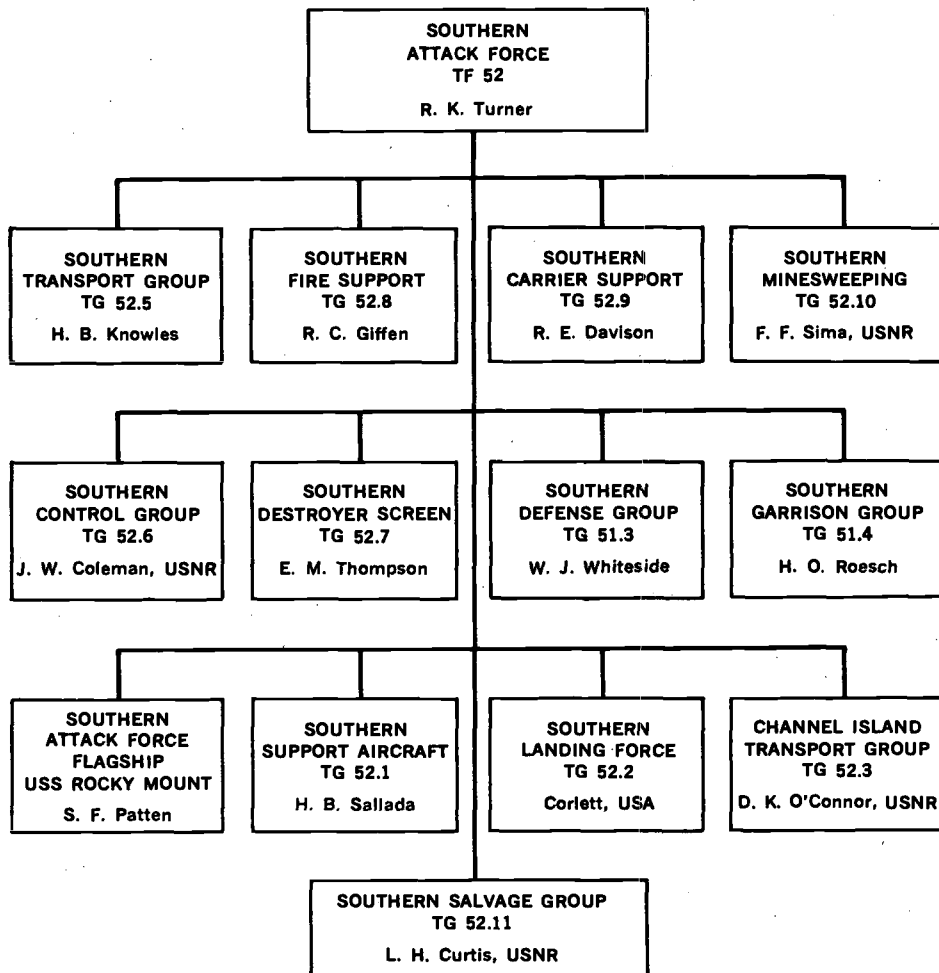 SOUTHERN
ATTACK FORCE
TF 52
R. K. Turner
SOUTHERN
TRANSPORT GROUP
TG 52.5
H. B. Knowles
SOUTHERN
FIRE SUPPORT
TG 52.8
R. C. Giffen
SOUTHERN
CARRIER SUPPORT
TG 52.9
R. E. Davison
SOUTHERN
MINESWEEPING
TG 52.10
F. F. Sima, USNR
SOUTHERN
CONTROL GROUP
TG 52.6
J. W. Coleman, USNR
SOUTHERN
DESTROYER SCREEN
TG 52.7
E. M. Thompson
SOUTHERN
DEFENSE GROUP
TG 51.3
W. J. Whiteside
SOUTHERN
GARRISON GROUP
TG 51.4
H. O. Roesch
SOUTHERN
ATTACK FORCE
FLAGSHIP
USS ROCKY MOUNT
S. F. Patten
SOUTHERN
SUPPORT AIRCRAFT
TG 52.1
H. B. Sallada
SOUTHERN
LANDING FORCE
TG 52.2
Corlett, USA
CHANNEL ISLAND
TRANSPORT GROUP
TG 52.3
D. K. O'Connor, USNR
SOUTHERN SALVAGE GROUP
TG 52.11
L. H. Curtis, USNR